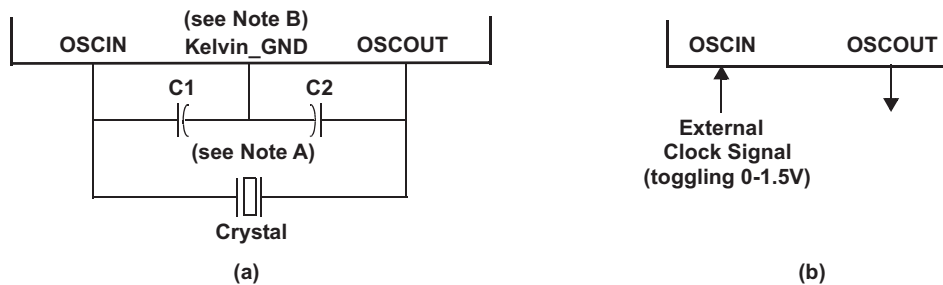 (see Note B)
OSCIN Kelvin_GND OSCOUT
C1 C2
(see Note A)
Crystal
(a)
OSCIN OSCOUT
External
Clock Signal
(toggling 0-1.5V)
(b)